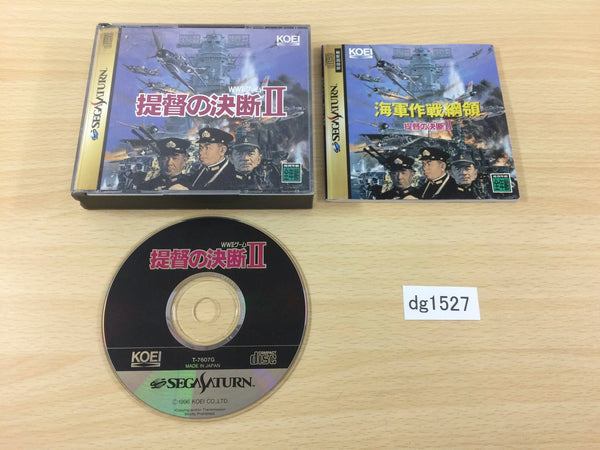 SEGA SATURN
KOEI
WWIIゲーム
提督の決断II
SEGA SATURN
KOEI
海軍作戦綱領
提督の決断II
WWIIゲーム
提督の決断II
KOEI
T-7607G
MADE IN JAPAN
COMPACT
disc
SEGA SATURN
©1996 KOEI CO.,LTD.
dg1527